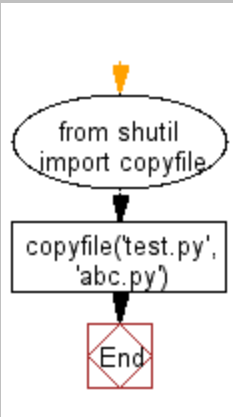 from shutil
import copyfile
copyfile('test.py',
'abc.py')
End